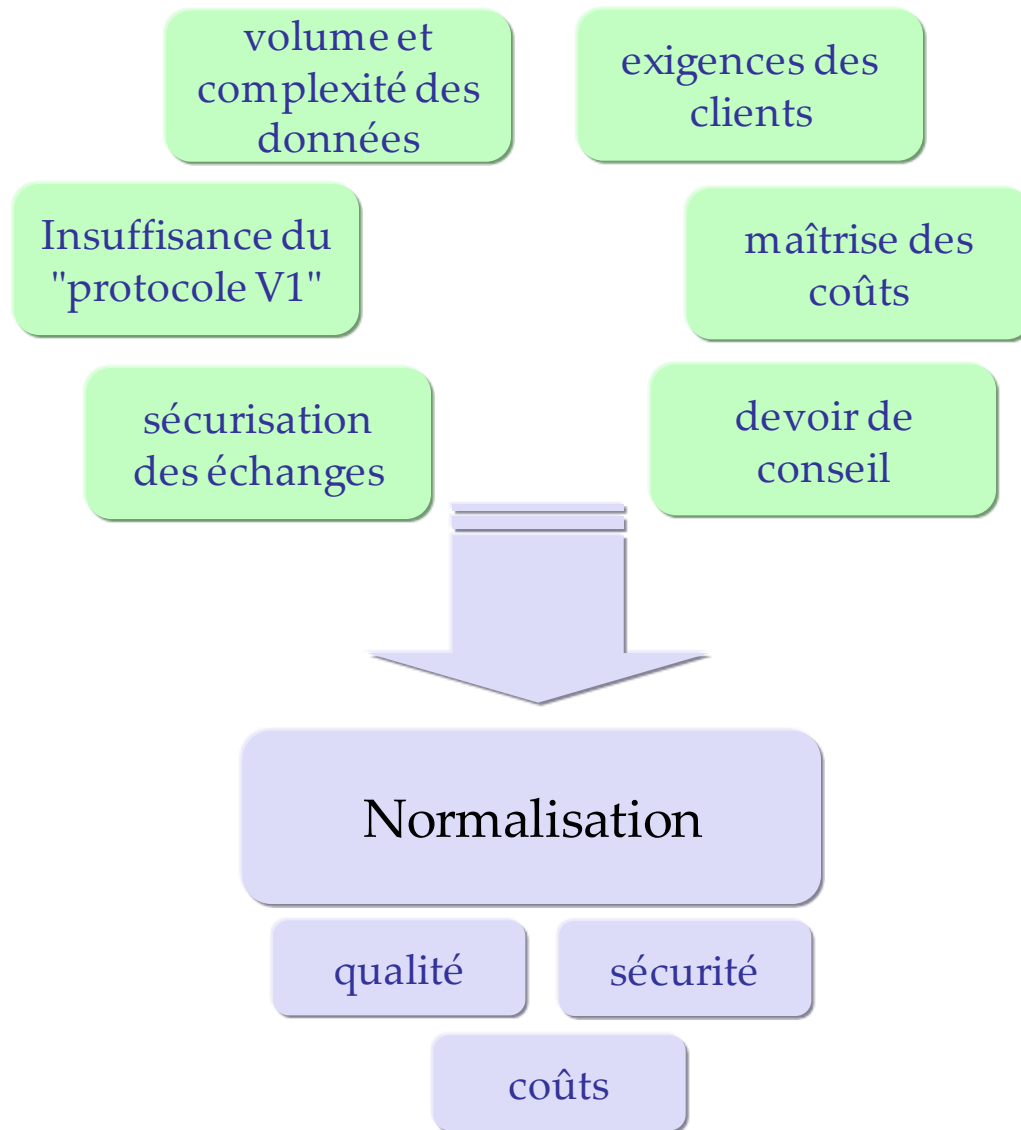 volume et
complexité des
données
exigences des
clients
Insuffisance du
"protocole V1"
maîtrise des
coûts
sécurisation
des échanges
devoir de
conseil
Normalisation
qualité
sécurité
coûts